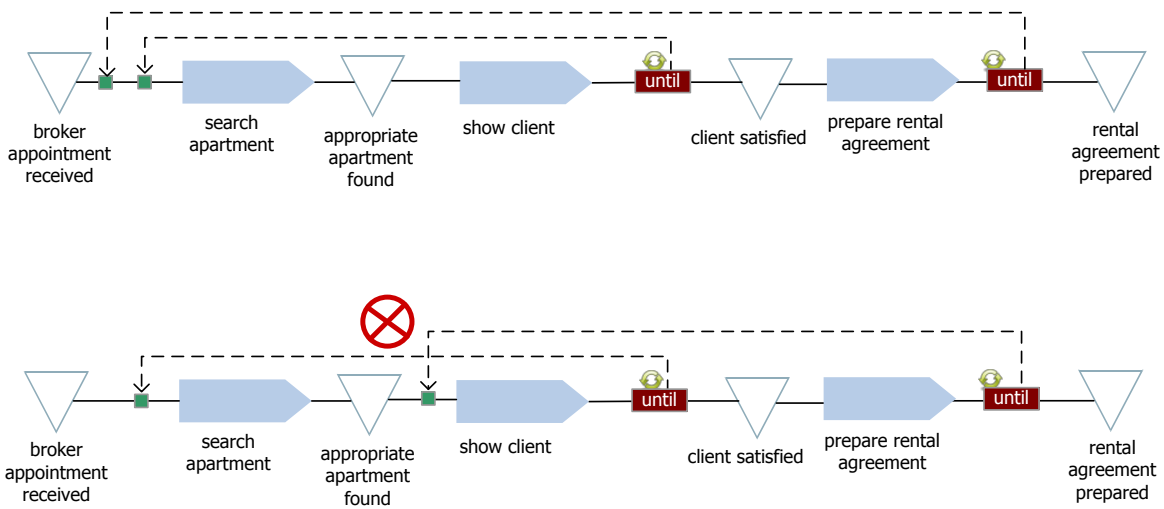 until
until
broker
appointment
received
search
apartment
appropriate
apartment
found
show client
client satisfied
prepare rental
agreement
rental
agreement
prepared
until
until
broker
appointment
received
search
apartment
appropriate
apartment
found
show client
client satisfied
prepare rental
agreement
rental
agreement
prepared